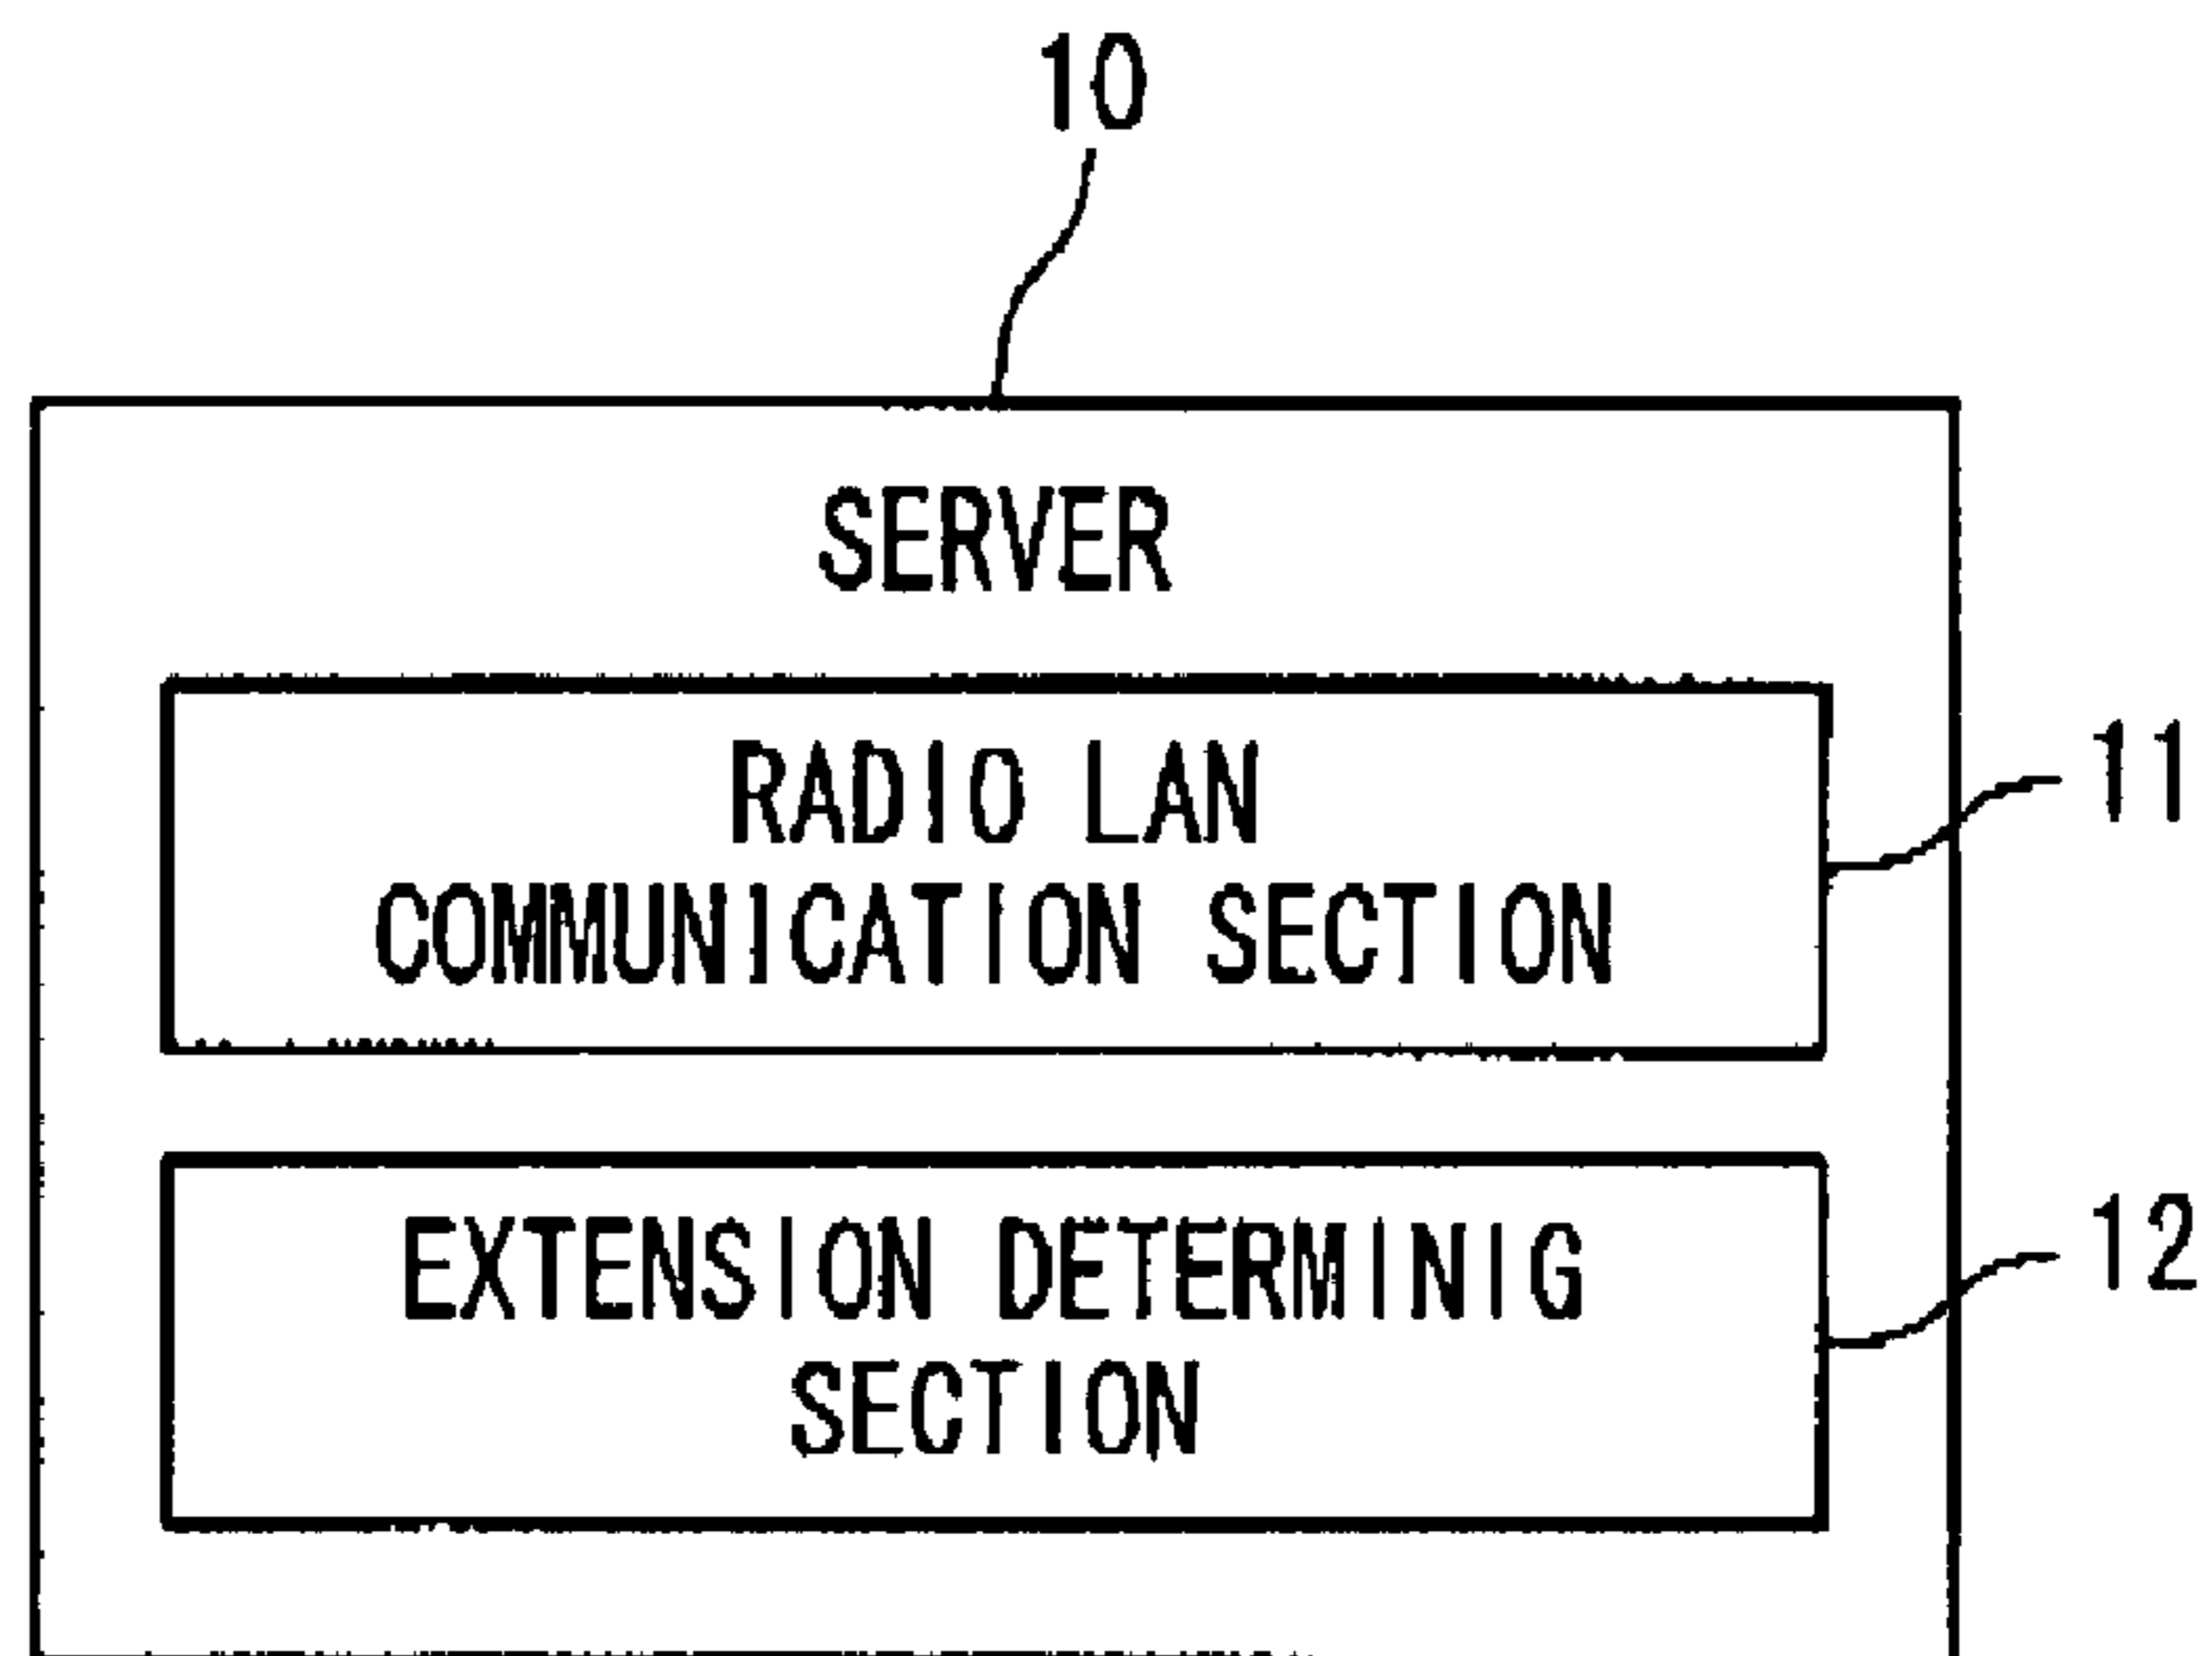 10
SERVER
RADIO LAN
COMMUNICATION SECTION
11
EXTENSION DETERMINIG
SECTION
12